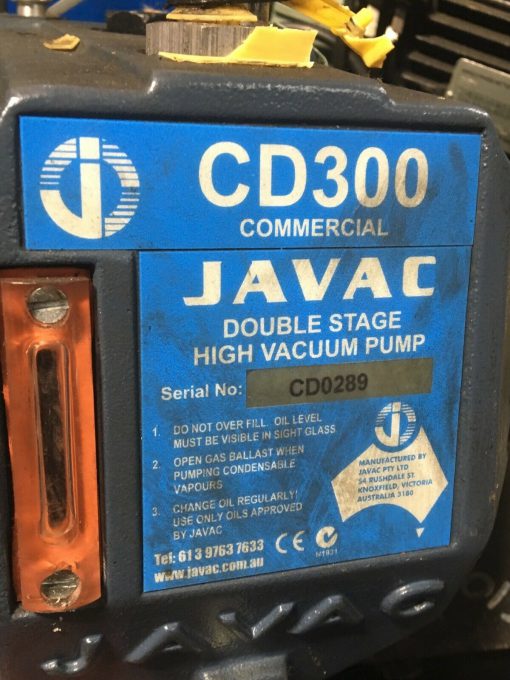 CD300
COMMERCIAL
JAVAC
DOUBLE STAGE
HIGH VACUUM PUMP
Serial No: CD0289
1. DO NOT OVER FILL. OIL LEVEL
MUST BE VISIBLE IN SIGHT GLASS
2. OPEN GAS BALLAST WHEN
PUMPING CONDENSABLE
VAPOURS
3. CHANGE OIL REGULARLY!
USE ONLY OILS APPROVED
BY JAVAC
MANUFACTURED BY
JAVAC PTY LTD
54 RUSHDALE ST.
KNOXFIELD, VICTORIA
AUSTRALIA 3180
Tel: 61 3 9763 7633
www.javac.com.au
CE
N1831
JAVAC